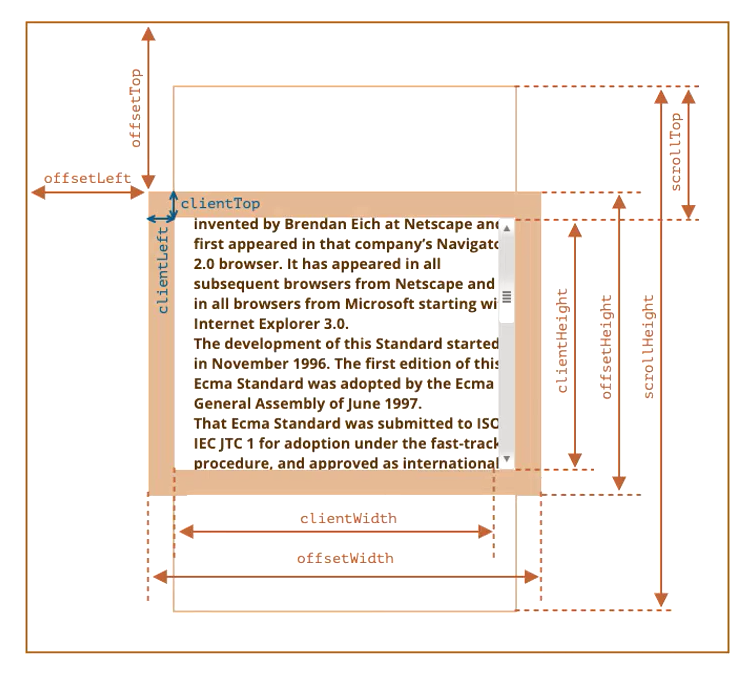 offsetTop
offsetLeft
scrollTop
clientTop
clientLeft
invented by Brendan Eich at Netscape and
first appeared in that company’s Navigato
2.0 browser. It has appeared in all
subsequent browsers from Netscape and
in all browsers from Microsoft starting wi
Internet Explorer 3.0.
The development of this Standard started
in November 1996. The first edition of this
Ecma Standard was adopted by the Ecma
General Assembly of June 1997.
That Ecma Standard was submitted to ISO
IEC JTC 1 for adoption under the fast-track
procedure, and approved as international
clientHeight
offsetHeight
scrollHeight
clientWidth
offsetWidth